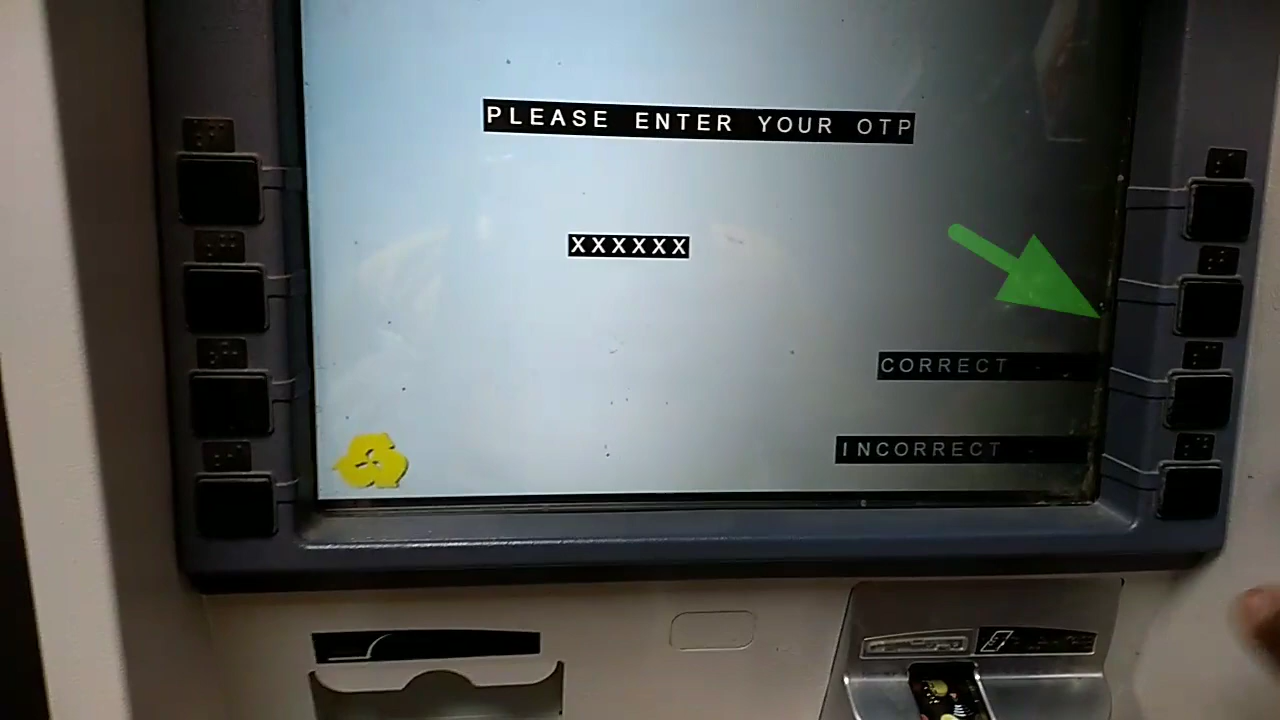 PLEASE ENTER YOUR OTP
XXXXXX
CORRECT
INCORRECT